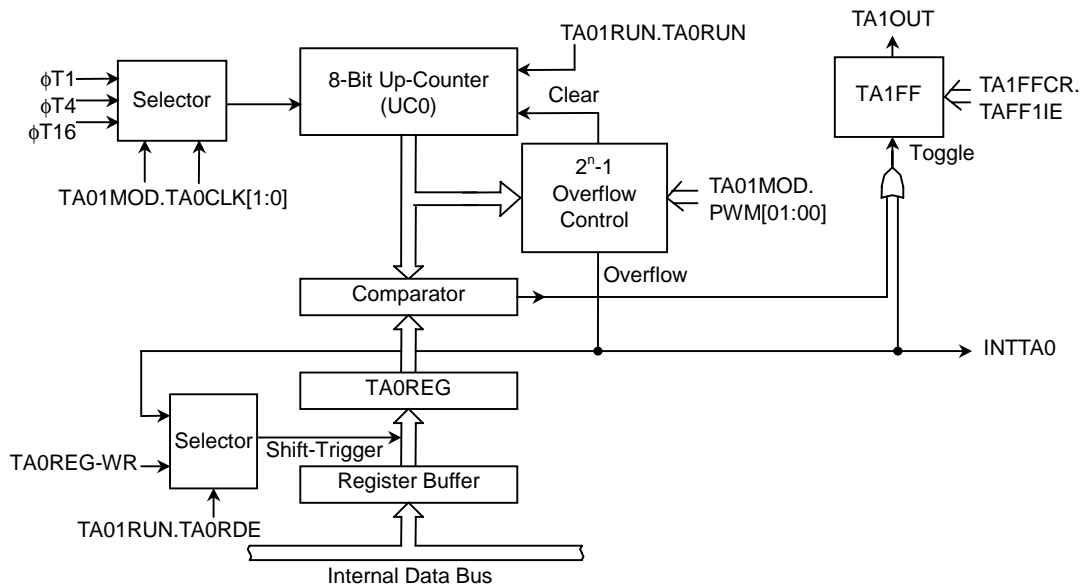 TA1OUT
TA01RUN.TA0RUN
8-Bit Up-Counter
(UC0)
ϕT1
ϕT4
ϕT16
Selector
Clear
TA1FF
TA1FFCR.
TAFF1IE
Toggle
TA01MOD.TA0CLK[1:0]
2ⁿ-1
Overflow
Control
TA01MOD.
PWM[01:00]
Overflow
Comparator
INTTA0
TA0REG
Selector
Shift-Trigger
TA0REG-WR
Register Buffer
TA01RUN.TA0RDE
Internal Data Bus